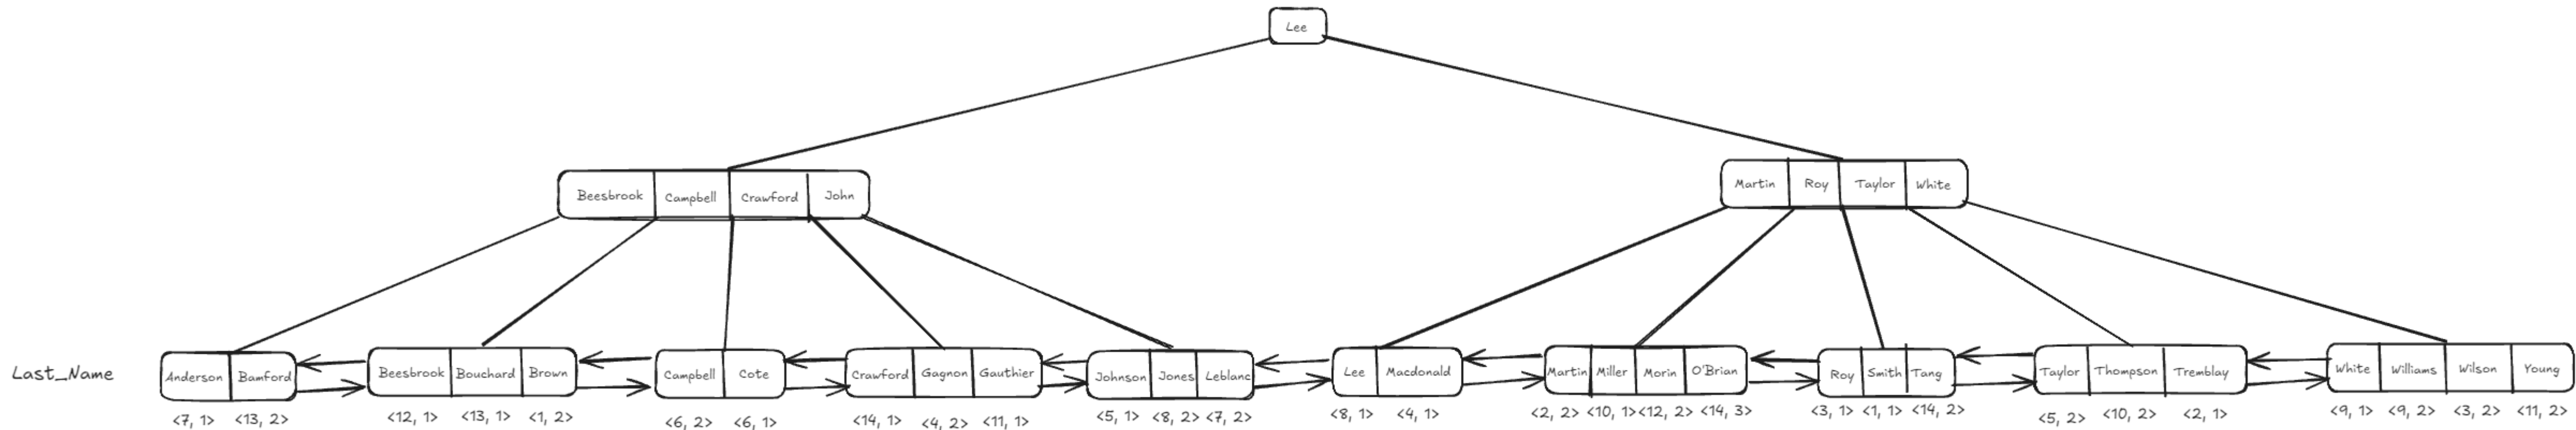 Lee
Beesbrook Campbell Crawford John
Martin Roy Taylor White
Last_Name
Anderson Bamford
Beesbrook Bouchard Brown
Campbell Cote
Crawford Gagnon Gauthier
Johnson Jones Leblanc
Lee Macdonald
Martin Miller Morin O'Brian
Roy Smith Tang
Taylor Thompson Tremblay
White Williams Wilson Young
<7, 1> <13, 2>
<12, 1> <13, 1> <1, 2>
<6, 2> <6, 1>
<14, 1> <4, 2> <11, 1>
<5, 1> <8, 2> <7, 2>
<8, 1> <4, 1>
<2, 2> <10, 1> <12, 2> <14, 3>
<3, 1> <1, 1> <14, 2>
<5, 2> <10, 2> <2, 1>
<9, 1> <9, 2> <3, 2> <11, 2>